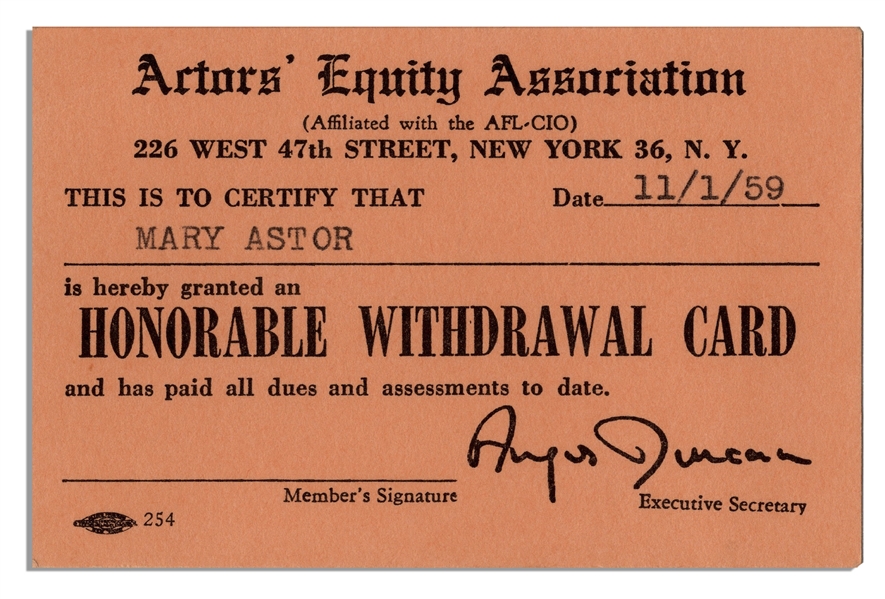 Actors' Equity Association
(Affiliated with the AFL-CIO)
226 WEST 47th STREET, NEW YORK 36, N. Y.
THIS IS TO CERTIFY THAT Date 11/1/59
MARY ASTOR
is hereby granted an
HONORABLE WITHDRAWAL CARD
and has paid all dues and assessments to date.
Angus Duncan
Member's Signature Executive Secretary
254